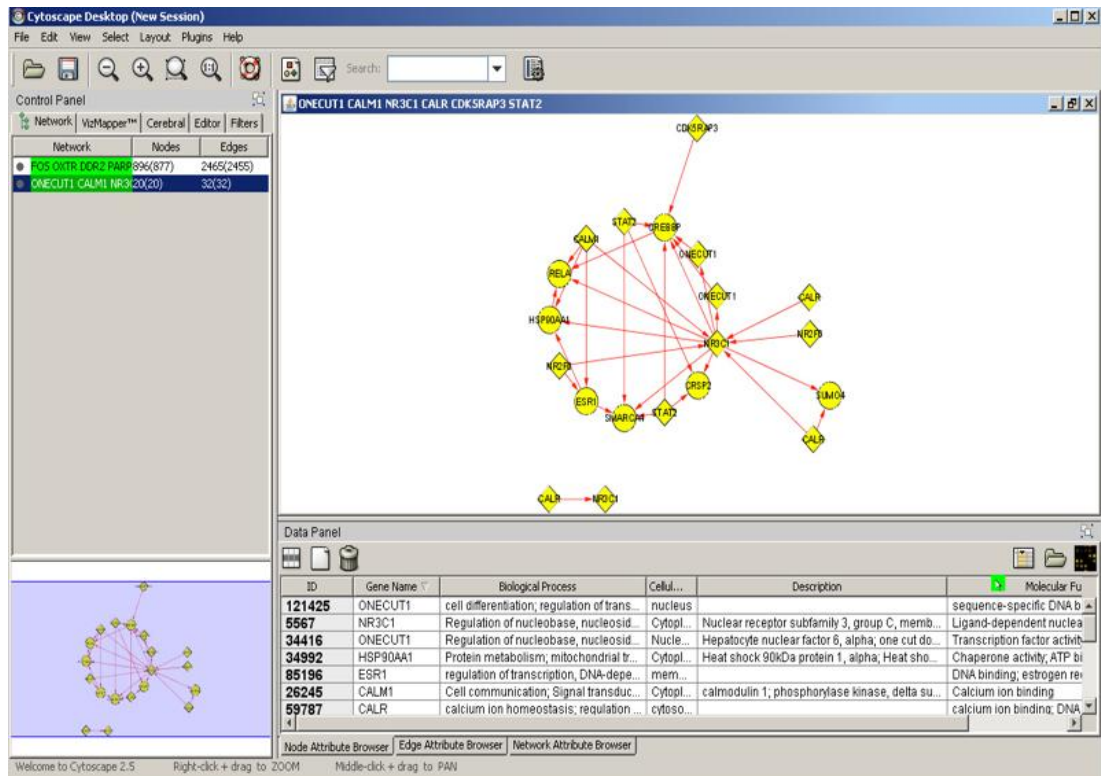 Cytoscape Desktop (New Session)
File Edit View Select Layout Plugins Help
Search:
Control Panel
Network VizMapper™ Cerebral Editor Filters
Network Nodes Edges
FOS OXTR DDR2 PARP 896(877) 2465(2455)
ONECUT1 CALM1 NR3C 20(20) 32(32)
ONECUT1 CALM1 NR3C1 CALR CDK5RAP3 STAT2
CDK5RAP3
STAT2
CREBBP
CALM1
ONECUT1
RELA
ONECUT1
CALR
HSP90AA1
NR2F6
NR3C1
NR2F6
CRSP2
ESR1
SUMO4
SMARCA4
STAT2
CALR
CALR
NR3C1
Data Panel
ID Gene Name Biological Process Cellul... Description Molecular Fu
121425 ONECUT1 cell differentiation; regulation of trans... nucleus sequence-specific DNA b
5567 NR3C1 Regulation of nucleobase, nucleosid... Cytopl... Nuclear receptor subfamily 3, group C, memb... Ligand-dependent nuclea
34416 ONECUT1 Regulation of nucleobase, nucleosid... Nucle... Hepatocyte nuclear factor 6, alpha; one cut do... Transcription factor activit
34992 HSP90AA1 Protein metabolism; mitochondrial tr... Cytopl... Heat shock 90kDa protein 1, alpha; Heat sho... Chaperone activity; ATP bi
85196 ESR1 regulation of transcription, DNA-depe... mem... DNA binding; estrogen re
26245 CALM1 Cell communication; Signal transduc... Cytopl... calmodulin 1; phosphorylase kinase, delta su... Calcium ion binding
59787 CALR calcium ion homeostasis; regulation ... cytoso... calcium ion binding; DNA
Node Attribute Browser Edge Attribute Browser Network Attribute Browser
Welcome to Cytoscape 2.5 Right-click + drag to ZOOM Middle-click + drag to PAN